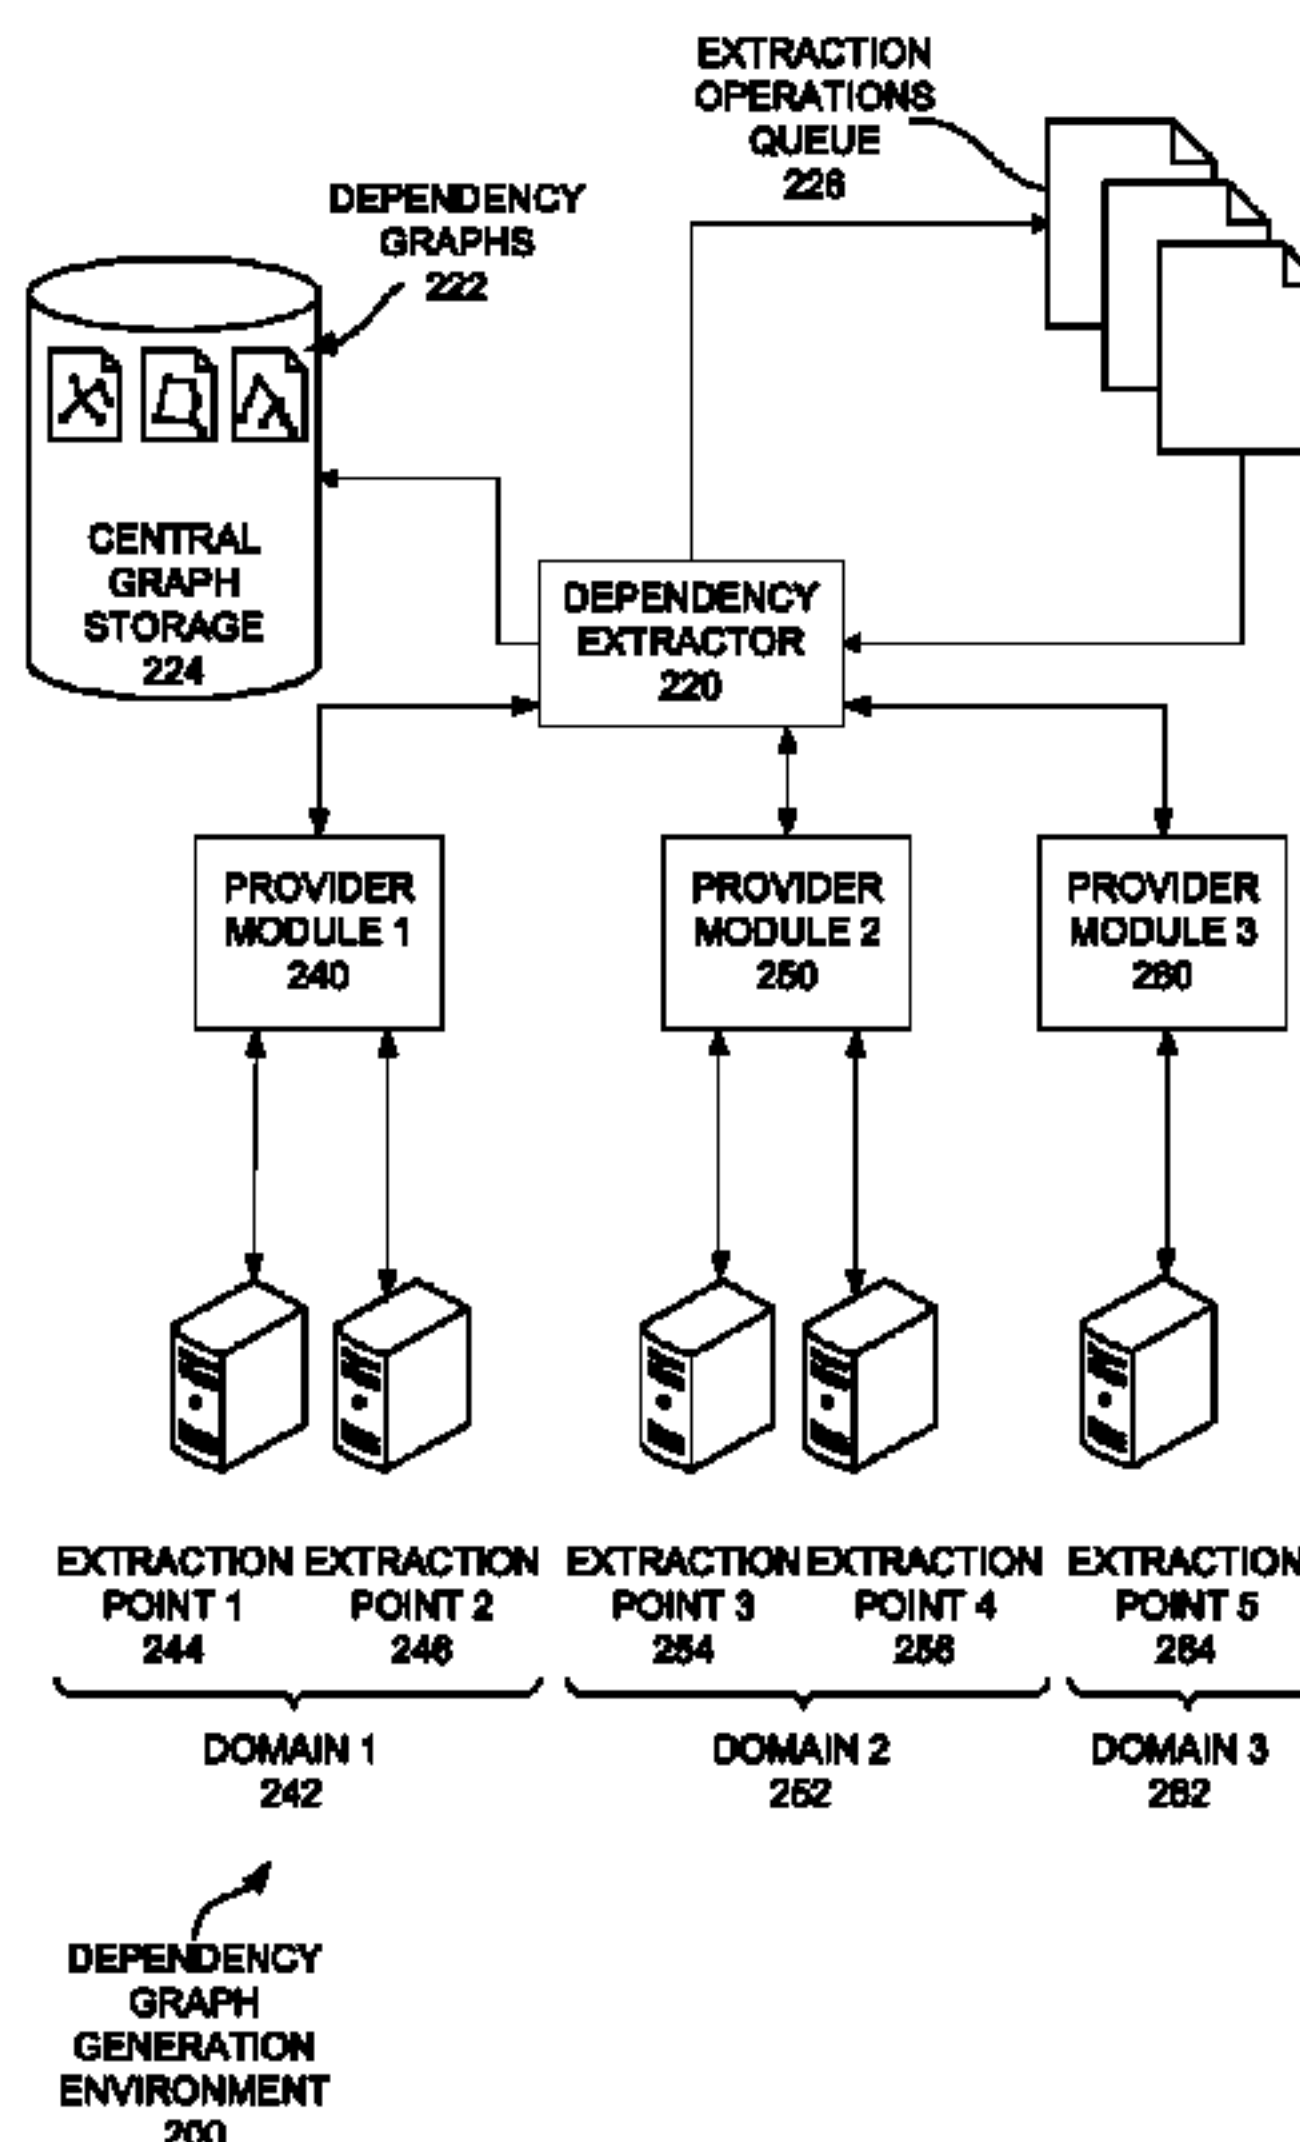 EXTRACTION
OPERATIONS
QUEUE
226
DEPENDENCY
GRAPHS
222
CENTRAL
GRAPH
STORAGE
224
DEPENDENCY
EXTRACTOR
220
PROVIDER
MODULE 1
240
PROVIDER
MODULE 2
250
PROVIDER
MODULE 3
260
EXTRACTION
POINT 1
244
EXTRACTION
POINT 2
246
EXTRACTION
POINT 3
254
EXTRACTION
POINT 4
256
EXTRACTION
POINT 5
264
DOMAIN 1
242
DOMAIN 2
252
DOMAIN 3
262
DEPENDENCY
GRAPH
GENERATION
ENVIRONMENT
200